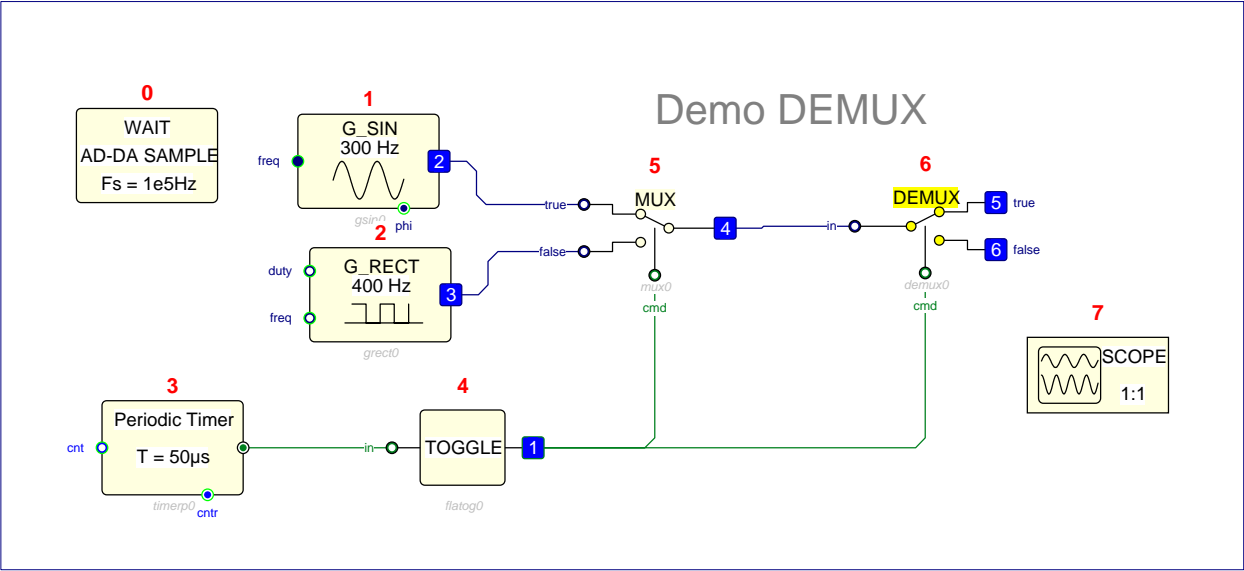 Demo DEMUX
0
WAIT
AD-DA SAMPLE
Fs = 1e5Hz
1
G_SIN
300 Hz
freq
2
gsin0
phi
2
G_RECT
400 Hz
duty
freq
3
grect0
3
Periodic Timer
T = 50µs
cnt
timerp0
cntr
4
in
TOGGLE
1
flatog0
5
MUX
true
false
4
mux0
cmd
6
DEMUX
in
5
true
6
false
demux0
cmd
7
SCOPE
1:1